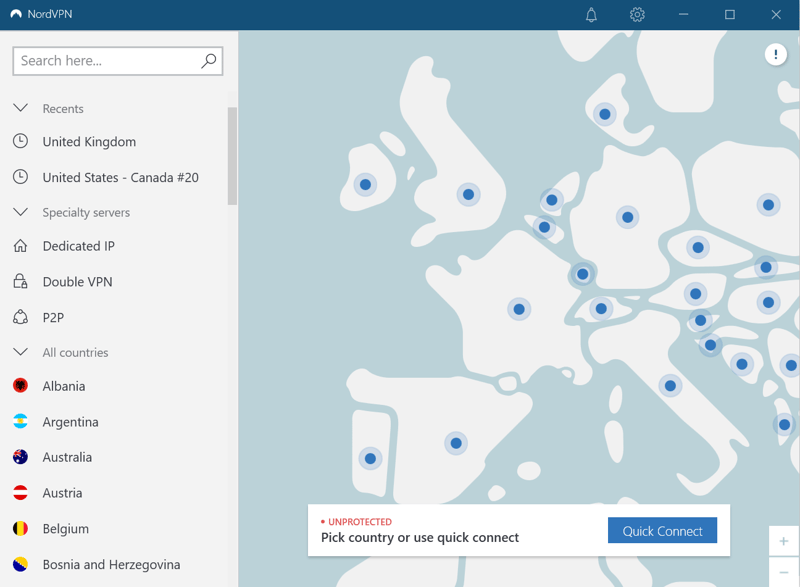 NordVPN
Search here...
Recents
United Kingdom
United States - Canada #20
Specialty servers
Dedicated IP
Double VPN
P2P
All countries
Albania
Argentina
Australia
Austria
Belgium
Bosnia and Herzegovina
UNPROTECTED
Pick country or use quick connect
Quick Connect